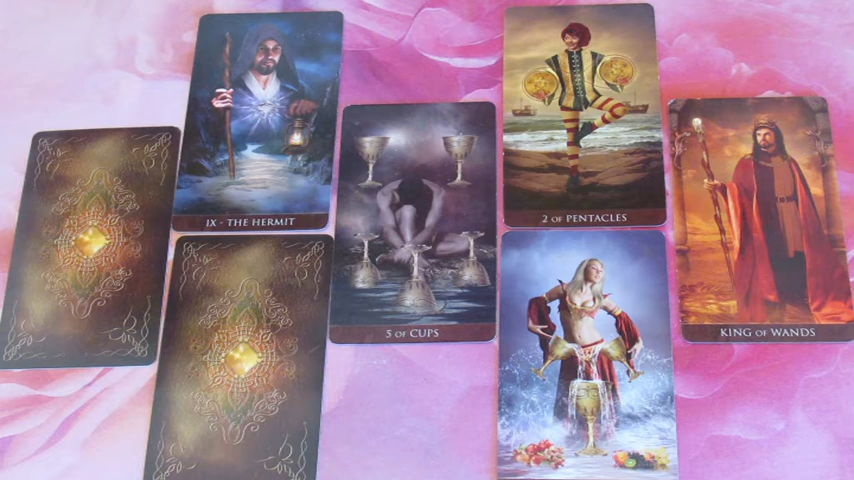 IX - THE HERMIT
2 OF PENTACLES
5 OF CUPS
KING OF WANDS